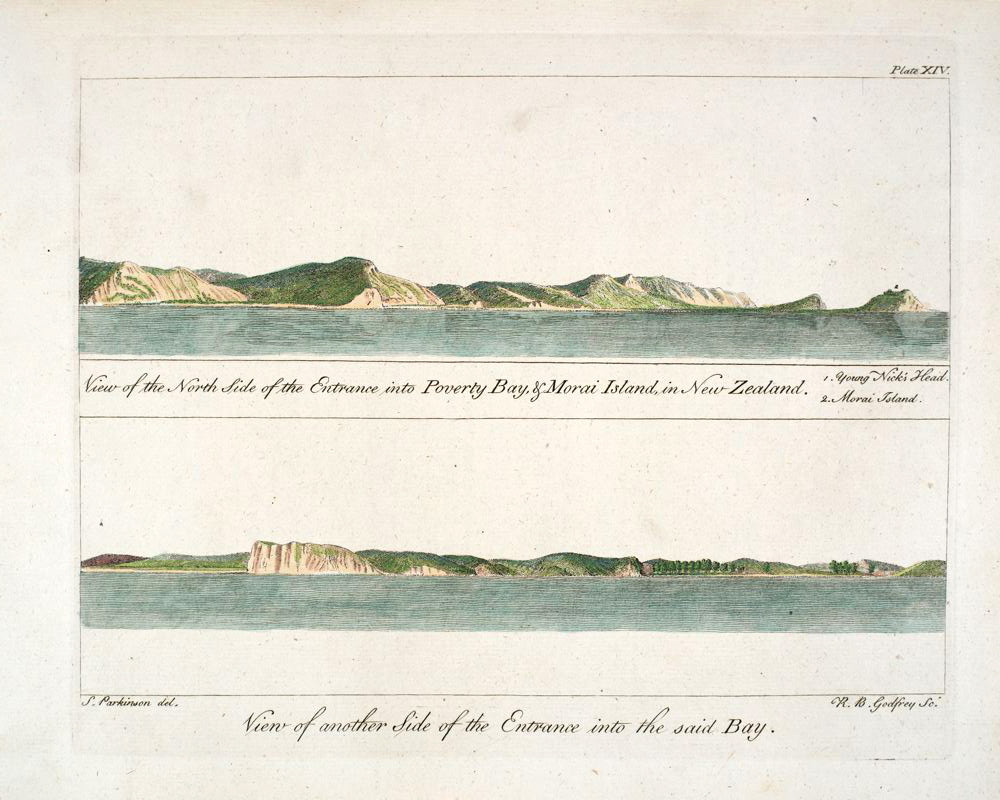 Plate XIV.
View of the North Side of the Entrance into Poverty Bay, & Morai Island, in New Zealand.
1. Young Nick's Head.
2. Morai Island.
S. Parkinson del.
R. B. Godfrey Sc.
View of another Side of the Entrance into the said Bay.